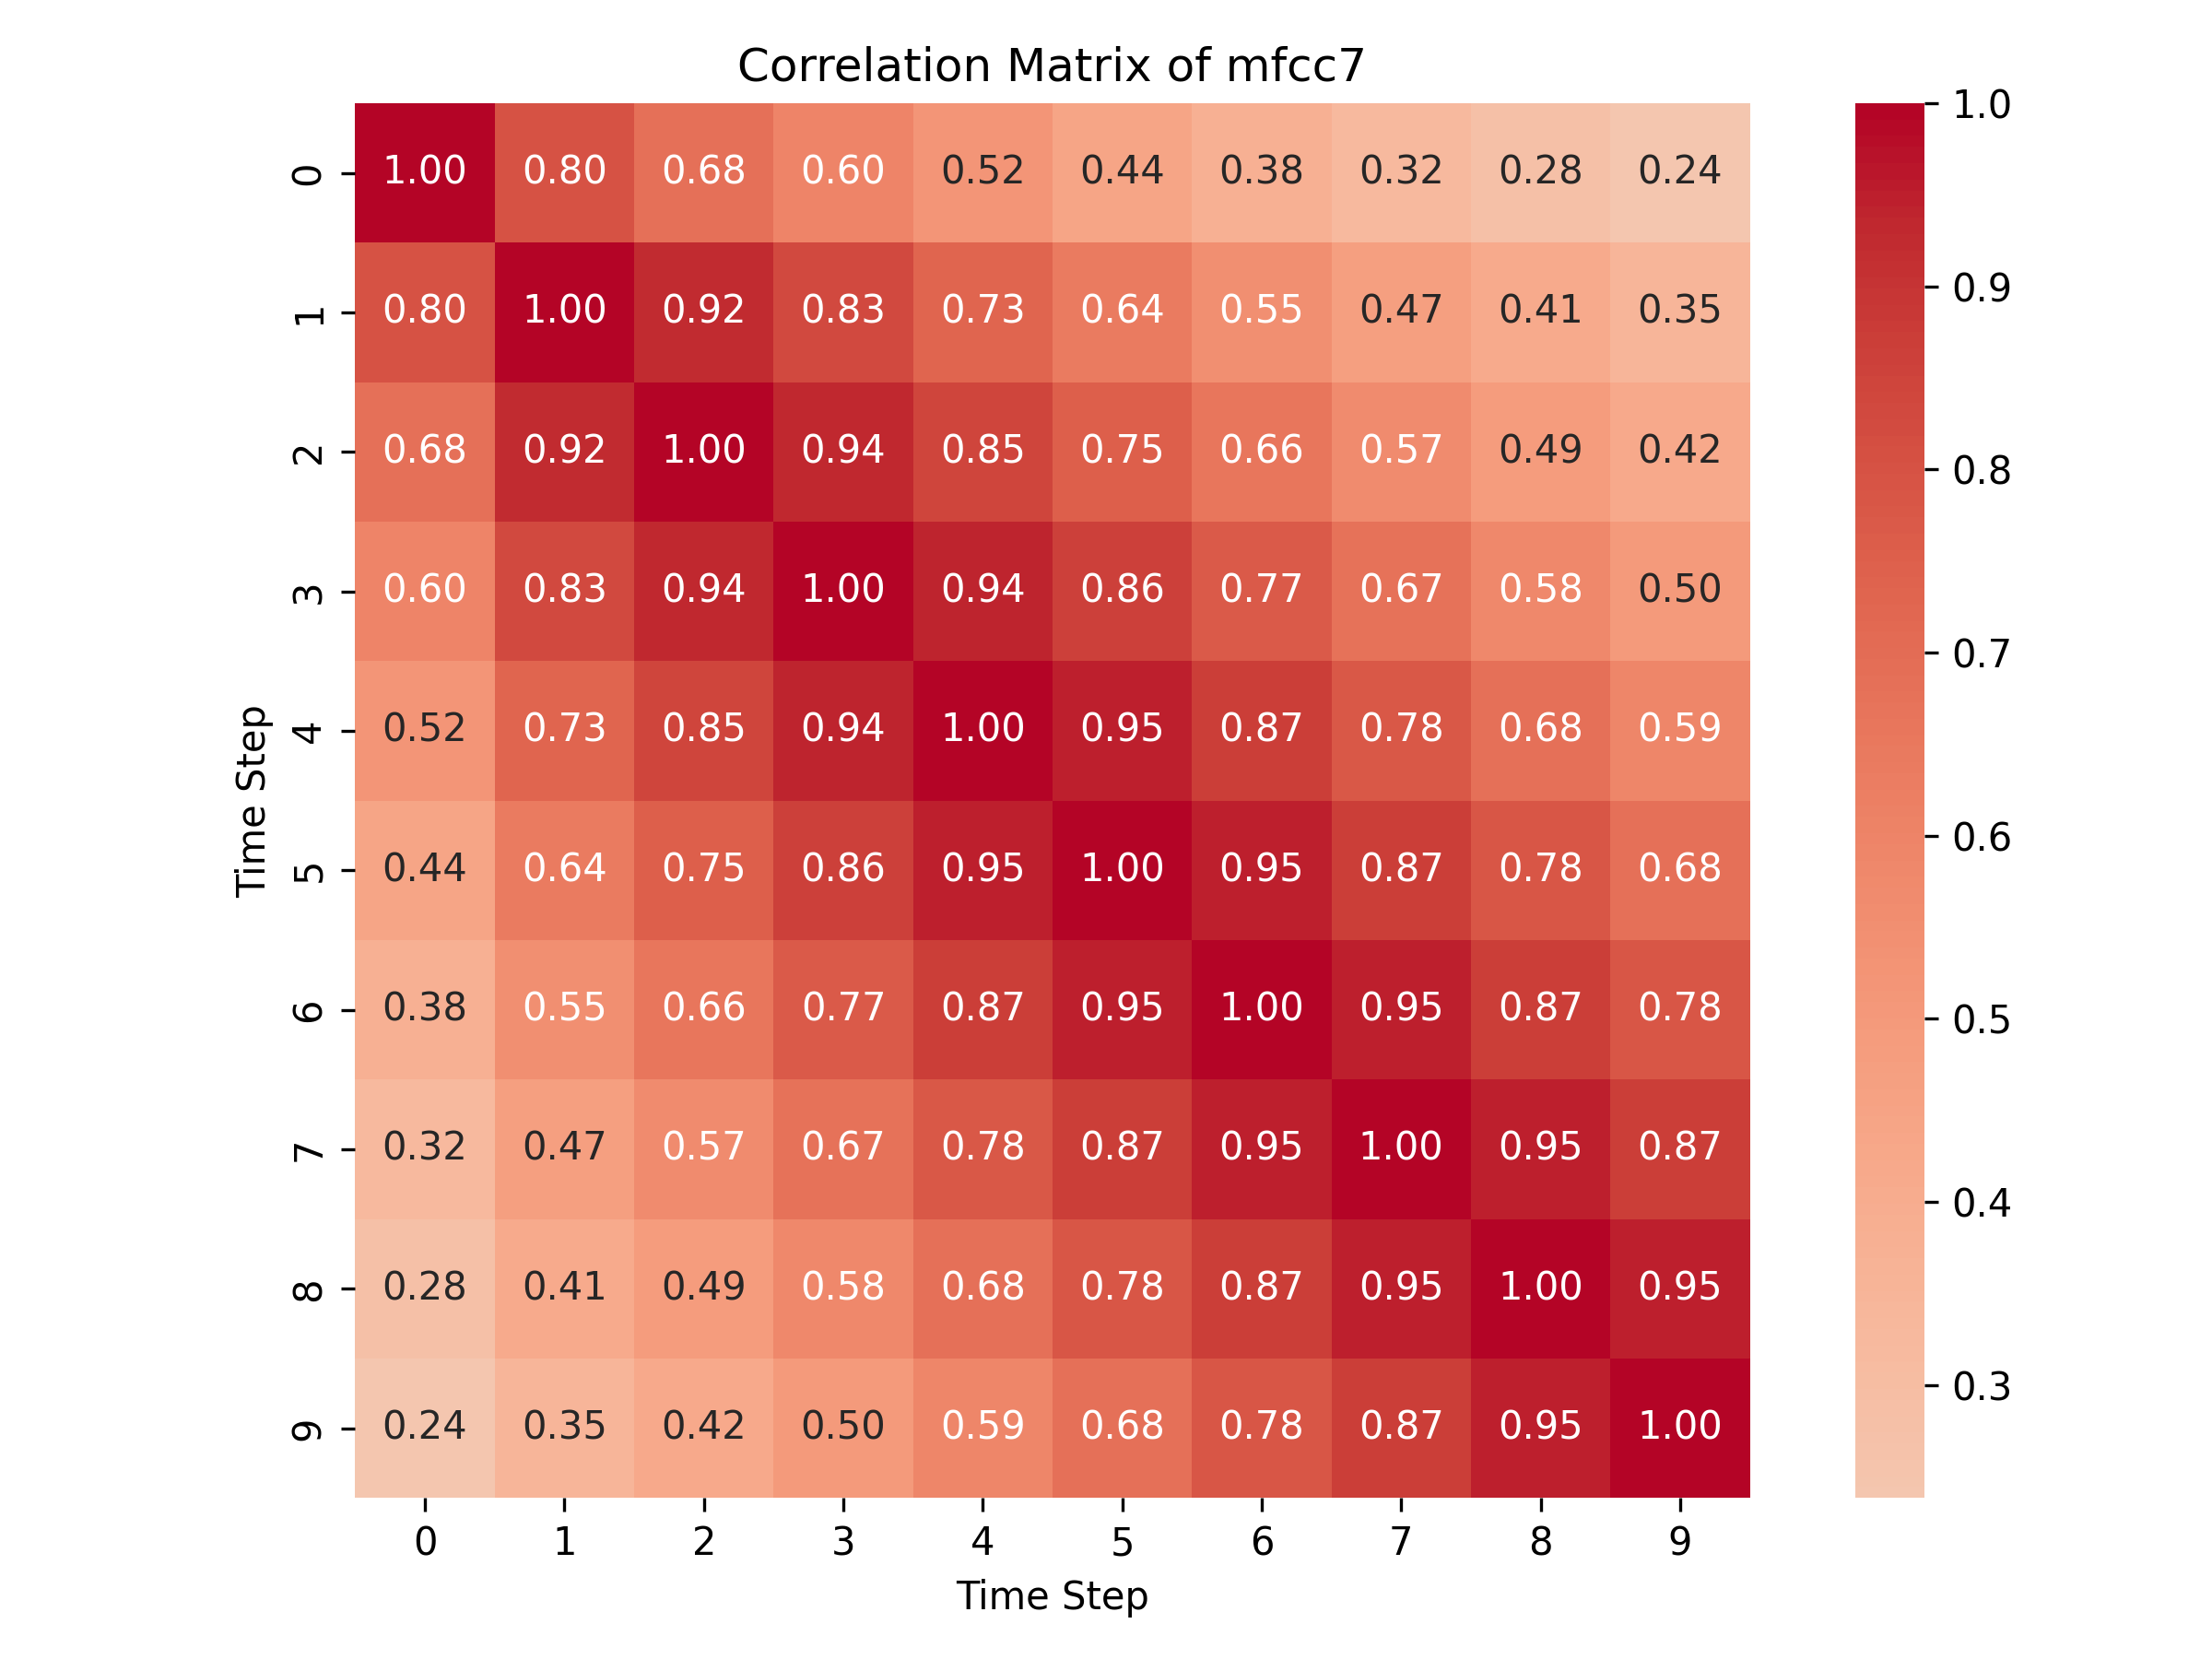 Correlation Matrix of mfcc7
0 1.00 0.80 0.68 0.60 0.52 0.44 0.38 0.32 0.28 0.24
1 0.80 1.00 0.92 0.83 0.73 0.64 0.55 0.47 0.41 0.35
2 0.68 0.92 1.00 0.94 0.85 0.75 0.66 0.57 0.49 0.42
3 0.60 0.83 0.94 1.00 0.94 0.86 0.77 0.67 0.58 0.50
4 0.52 0.73 0.85 0.94 1.00 0.95 0.87 0.78 0.68 0.59
5 0.44 0.64 0.75 0.86 0.95 1.00 0.95 0.87 0.78 0.68
6 0.38 0.55 0.66 0.77 0.87 0.95 1.00 0.95 0.87 0.78
7 0.32 0.47 0.57 0.67 0.78 0.87 0.95 1.00 0.95 0.87
8 0.28 0.41 0.49 0.58 0.68 0.78 0.87 0.95 1.00 0.95
9 0.24 0.35 0.42 0.50 0.59 0.68 0.78 0.87 0.95 1.00
0 1 2 3 4 5 6 7 8 9
Time Step
Time Step
1.0
0.9
0.8
0.7
0.6
0.5
0.4
0.3